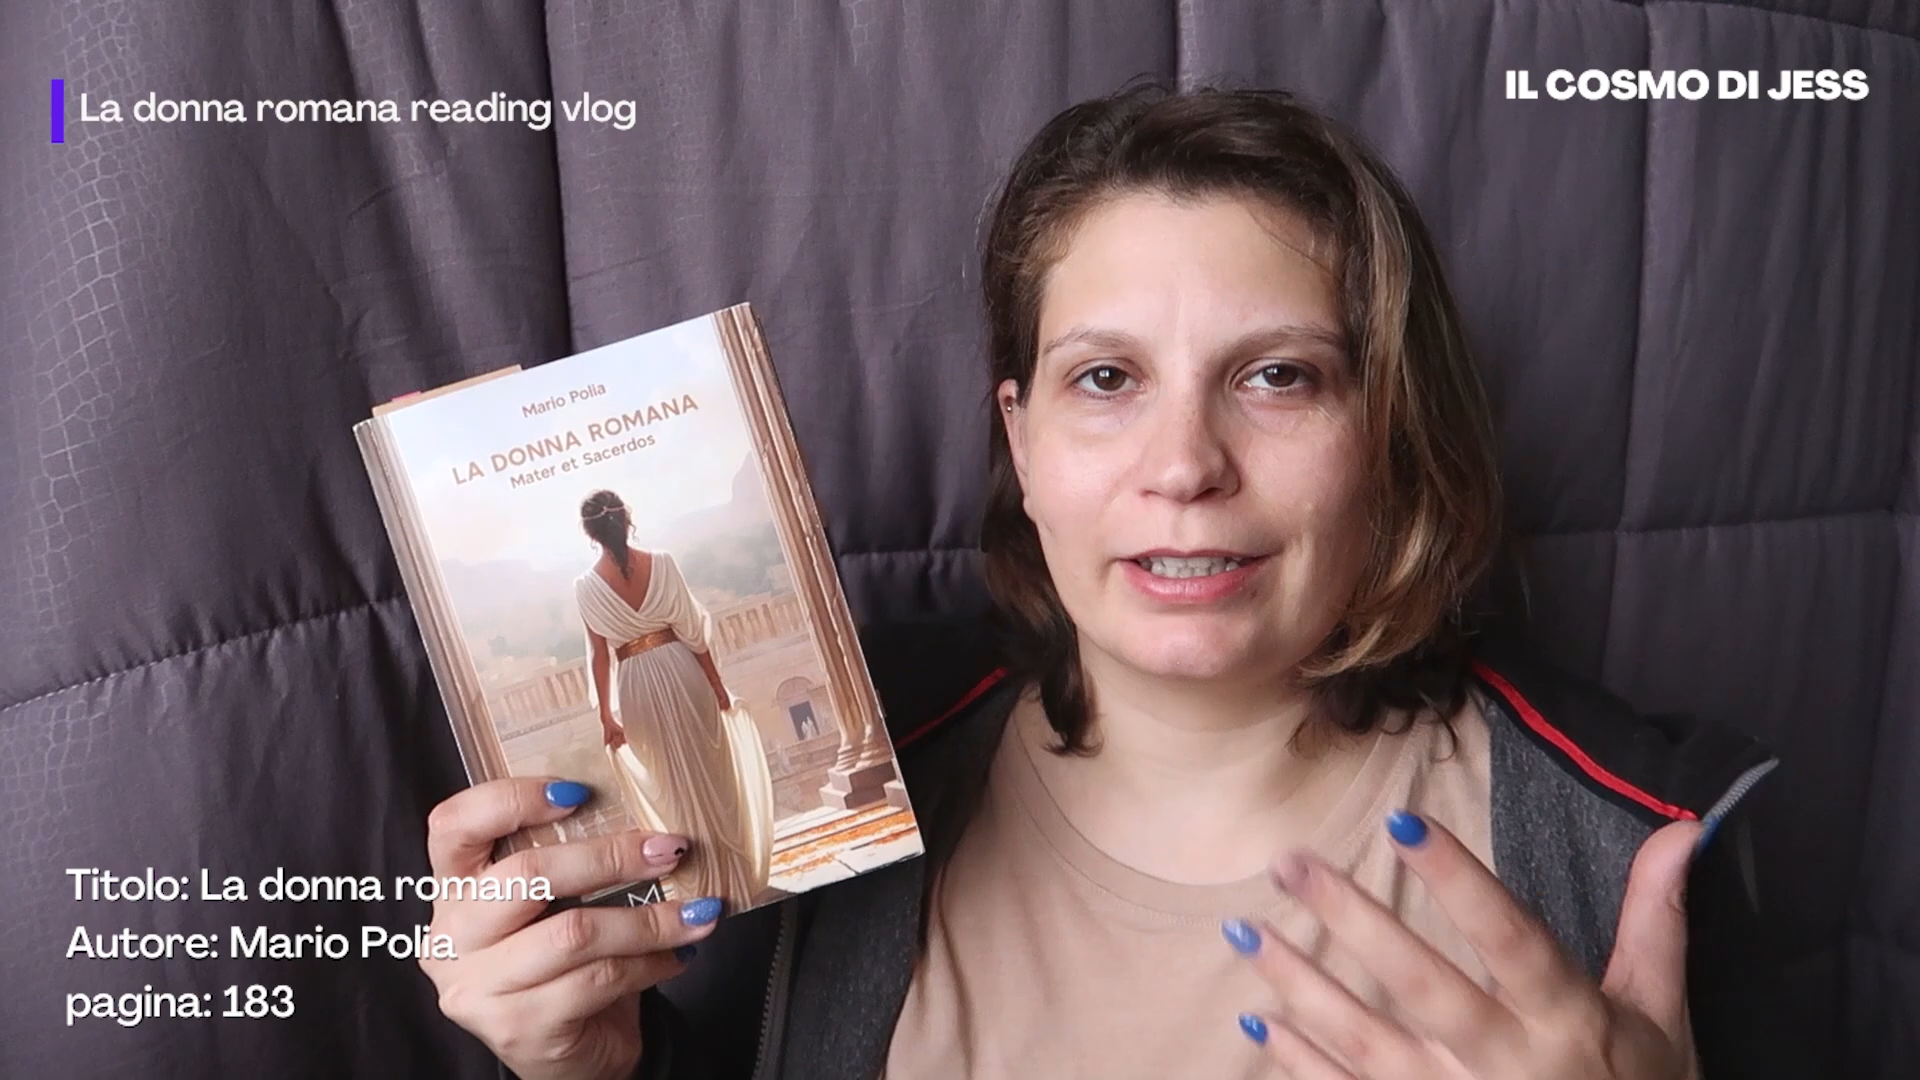 La donna romana reading vlog
IL COSMO DI JESS
Mario Polia
LA DONNA ROMANA
Mater et Sacerdos
Titolo: La donna romana
Autore: Mario Polia
pagina: 183